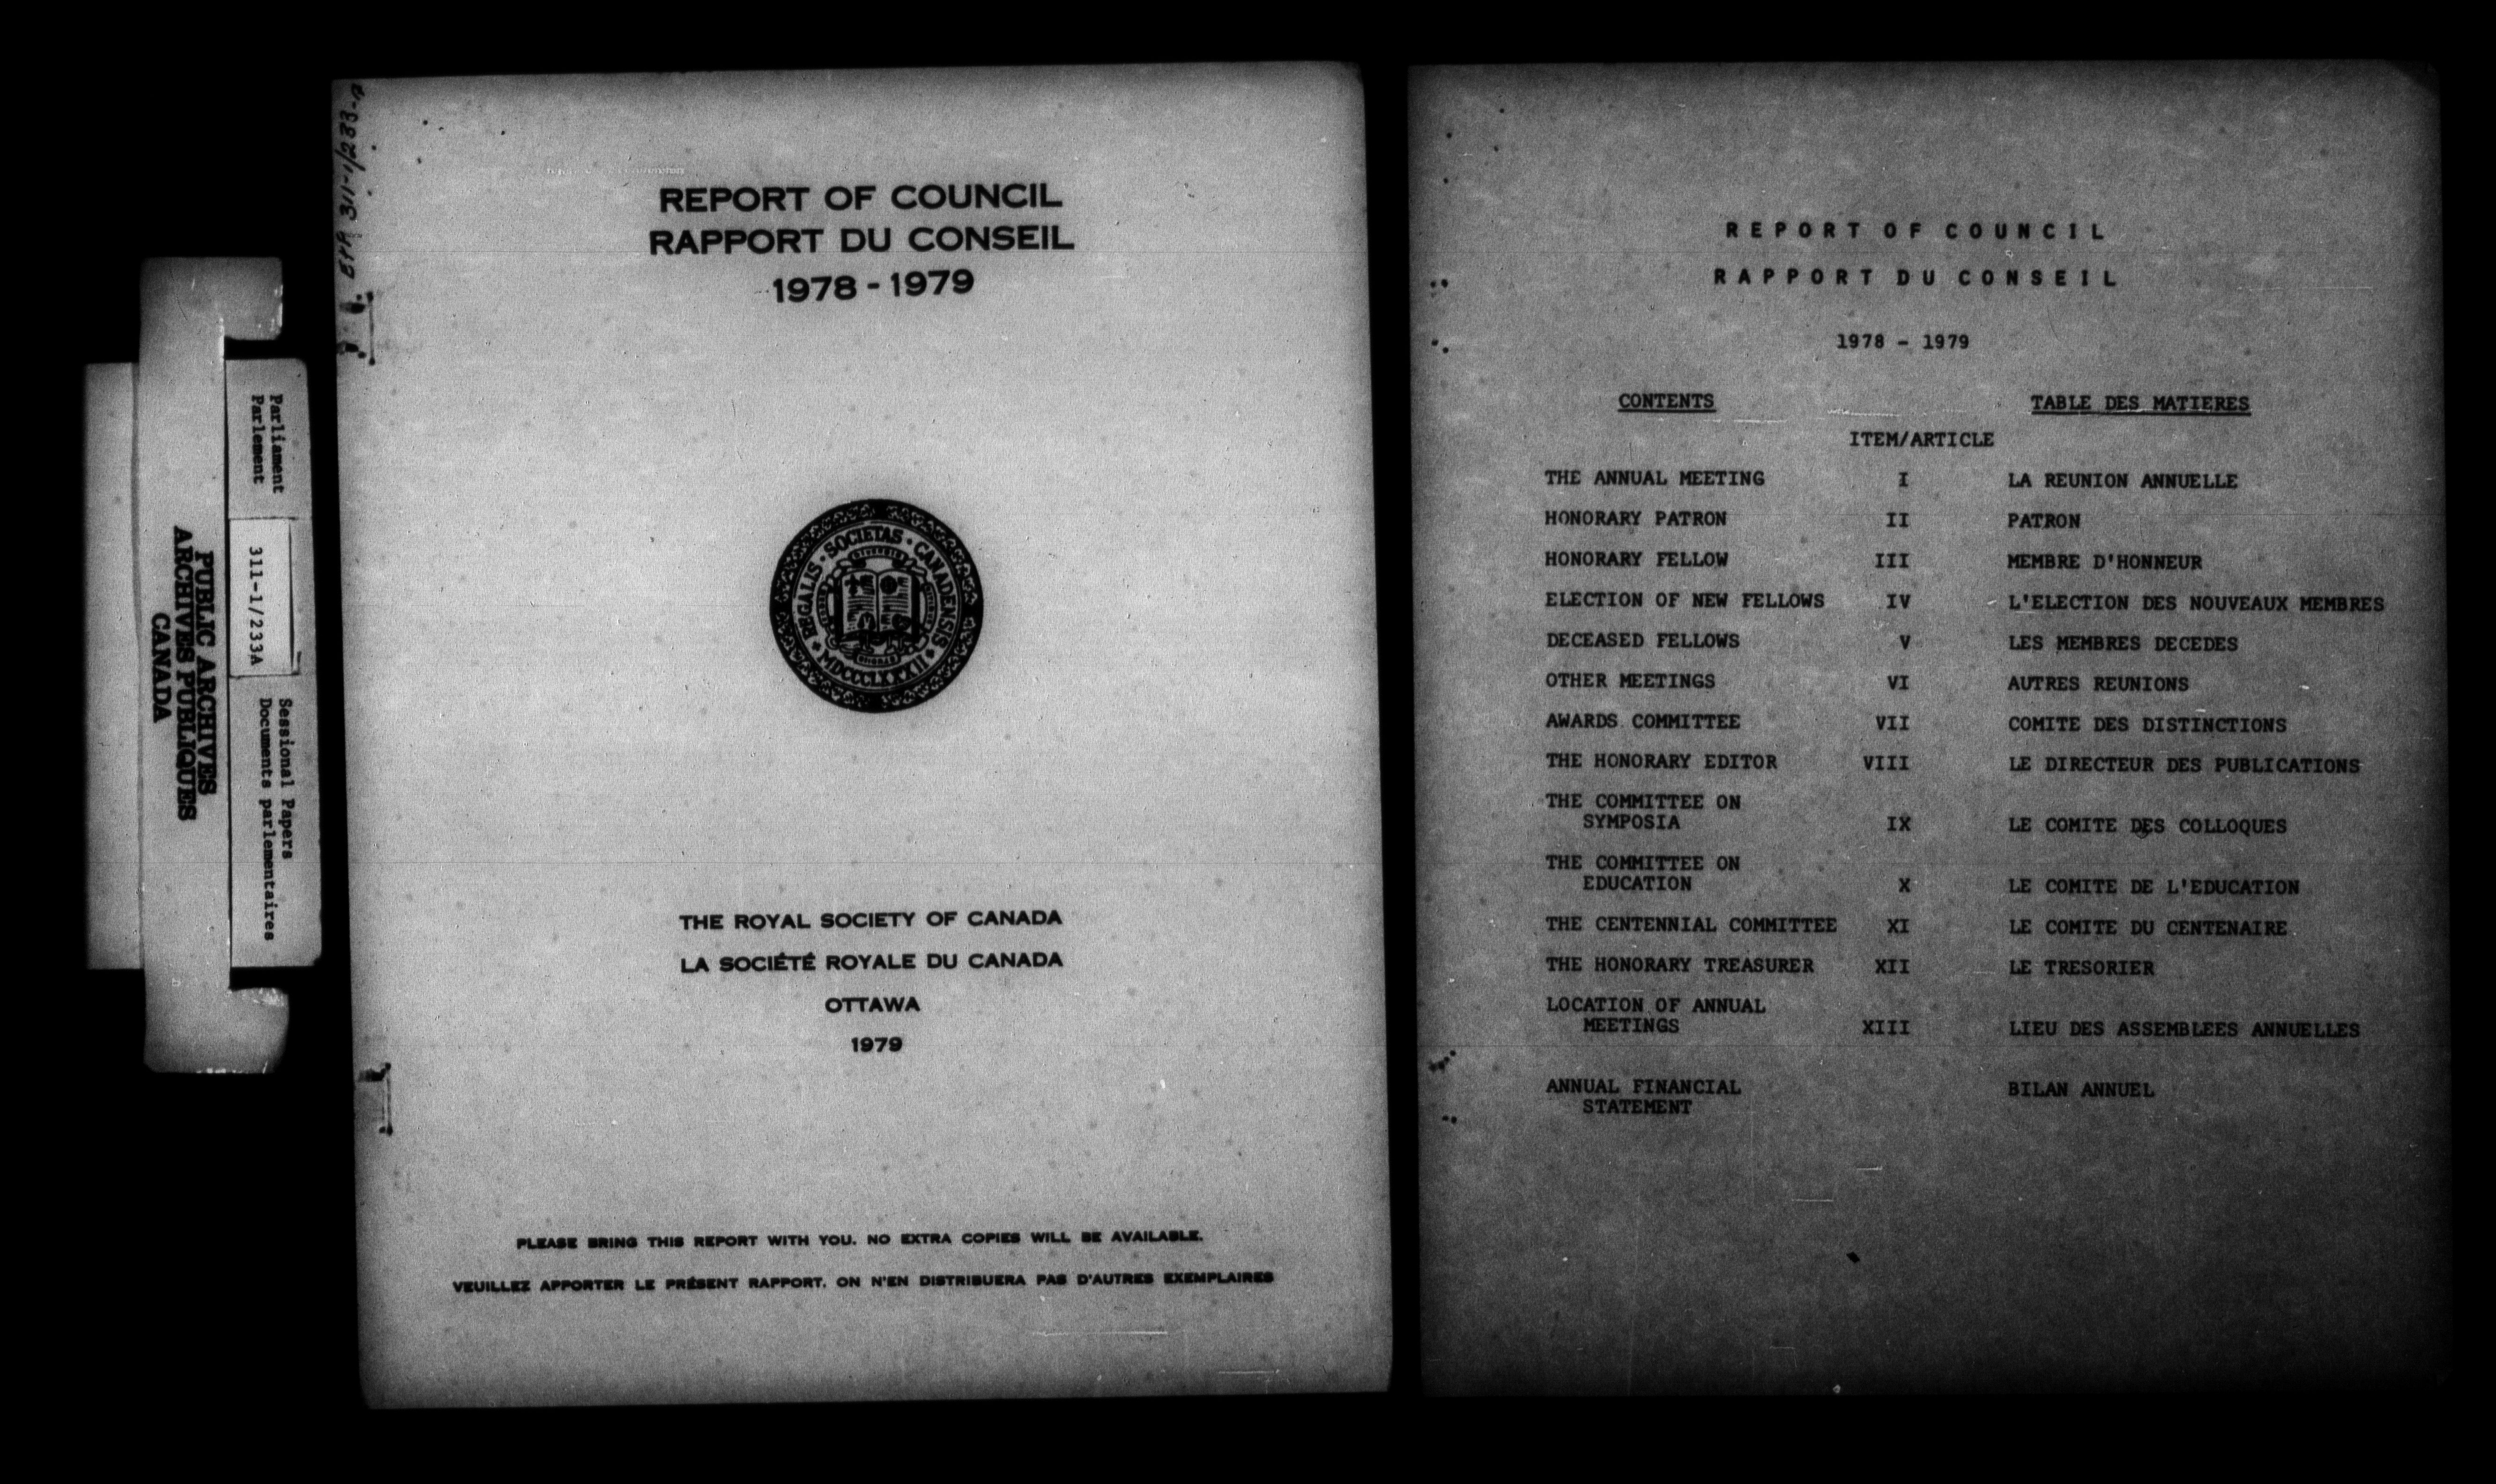 Parliament
Parlement
311-1/233A
Sessional Papers
Documents parlementaires
PUBLIC ARCHIVES
ARCHIVES PUBLIQUES
CANADA
311-1/233-A
REPORT OF COUNCIL
RAPPORT DU CONSEIL
1978 - 1979
REGALIS · SOCIETAS · CANADENSIS
MDCCCLXXXII
THE ROYAL SOCIETY OF CANADA
LA SOCIÉTÉ ROYALE DU CANADA
OTTAWA
1979
PLEASE BRING THIS REPORT WITH YOU. NO EXTRA COPIES WILL BE AVAILABLE.
VEUILLEZ APPORTER LE PRÉSENT RAPPORT. ON N'EN DISTRIBUERA PAS D'AUTRES EXEMPLAIRES
REPORT OF COUNCIL
RAPPORT DU CONSEIL
1978 - 1979
CONTENTS TABLE DES MATIERES
ITEM/ARTICLE
THE ANNUAL MEETING I LA REUNION ANNUELLE
HONORARY PATRON II PATRON
HONORARY FELLOW III MEMBRE D'HONNEUR
ELECTION OF NEW FELLOWS IV L'ELECTION DES NOUVEAUX MEMBRES
DECEASED FELLOWS V LES MEMBRES DECEDES
OTHER MEETINGS VI AUTRES REUNIONS
AWARDS COMMITTEE VII COMITE DES DISTINCTIONS
THE HONORARY EDITOR VIII LE DIRECTEUR DES PUBLICATIONS
THE COMMITTEE ON
SYMPOSIA IX LE COMITE DES COLLOQUES
THE COMMITTEE ON
EDUCATION X LE COMITE DE L'EDUCATION
THE CENTENNIAL COMMITTEE XI LE COMITE DU CENTENAIRE
THE HONORARY TREASURER XII LE TRESORIER
LOCATION OF ANNUAL
MEETINGS XIII LIEU DES ASSEMBLEES ANNUELLES
ANNUAL FINANCIAL BILAN ANNUEL
STATEMENT